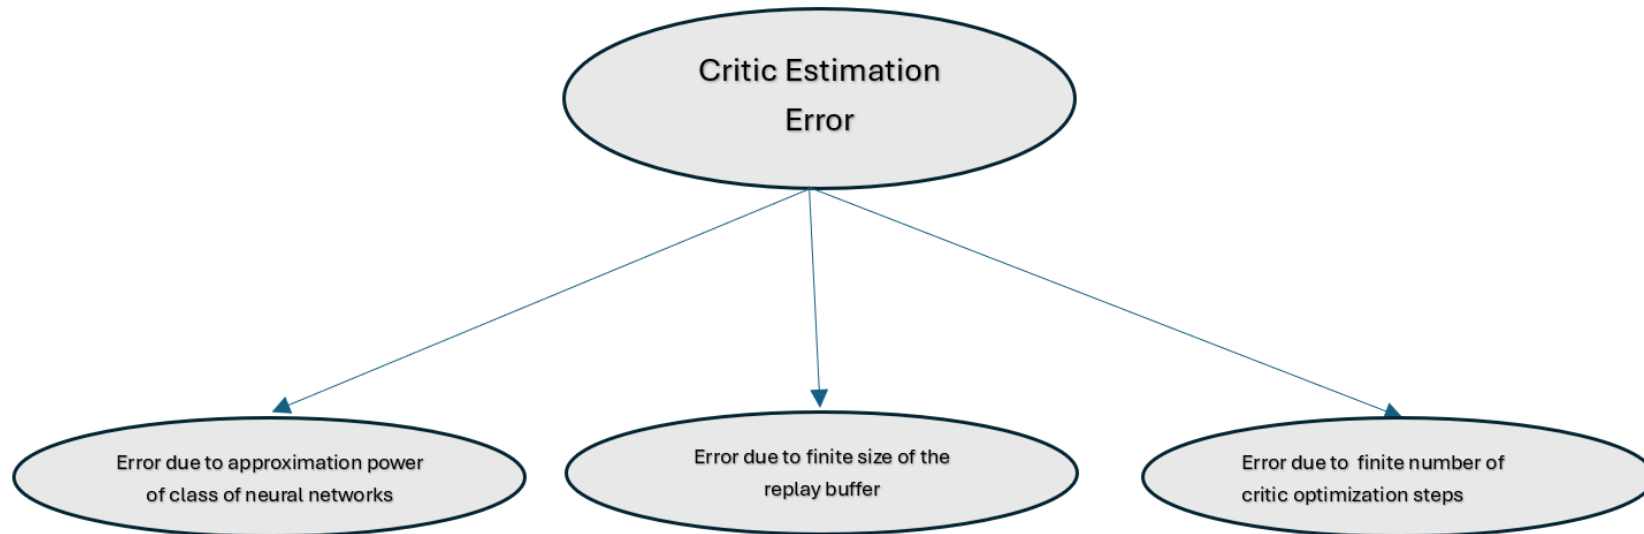 Critic Estimation
Error
Error due to approximation power
of class of neural networks
Error due to finite size of the
replay buffer
Error due to  finite number of
critic optimization steps